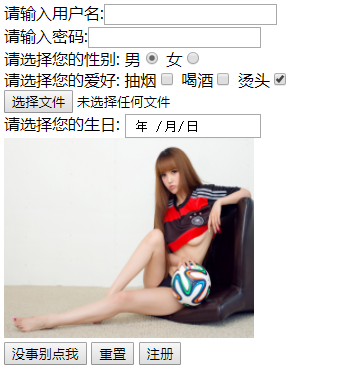 请输入用户名:
请输入密码:
请选择您的性别: 男 女
请选择您的爱好: 抽烟 喝酒 烫头
选择文件 未选择任何文件
请选择您的生日: 年 /月/日
没事别点我 重置 注册